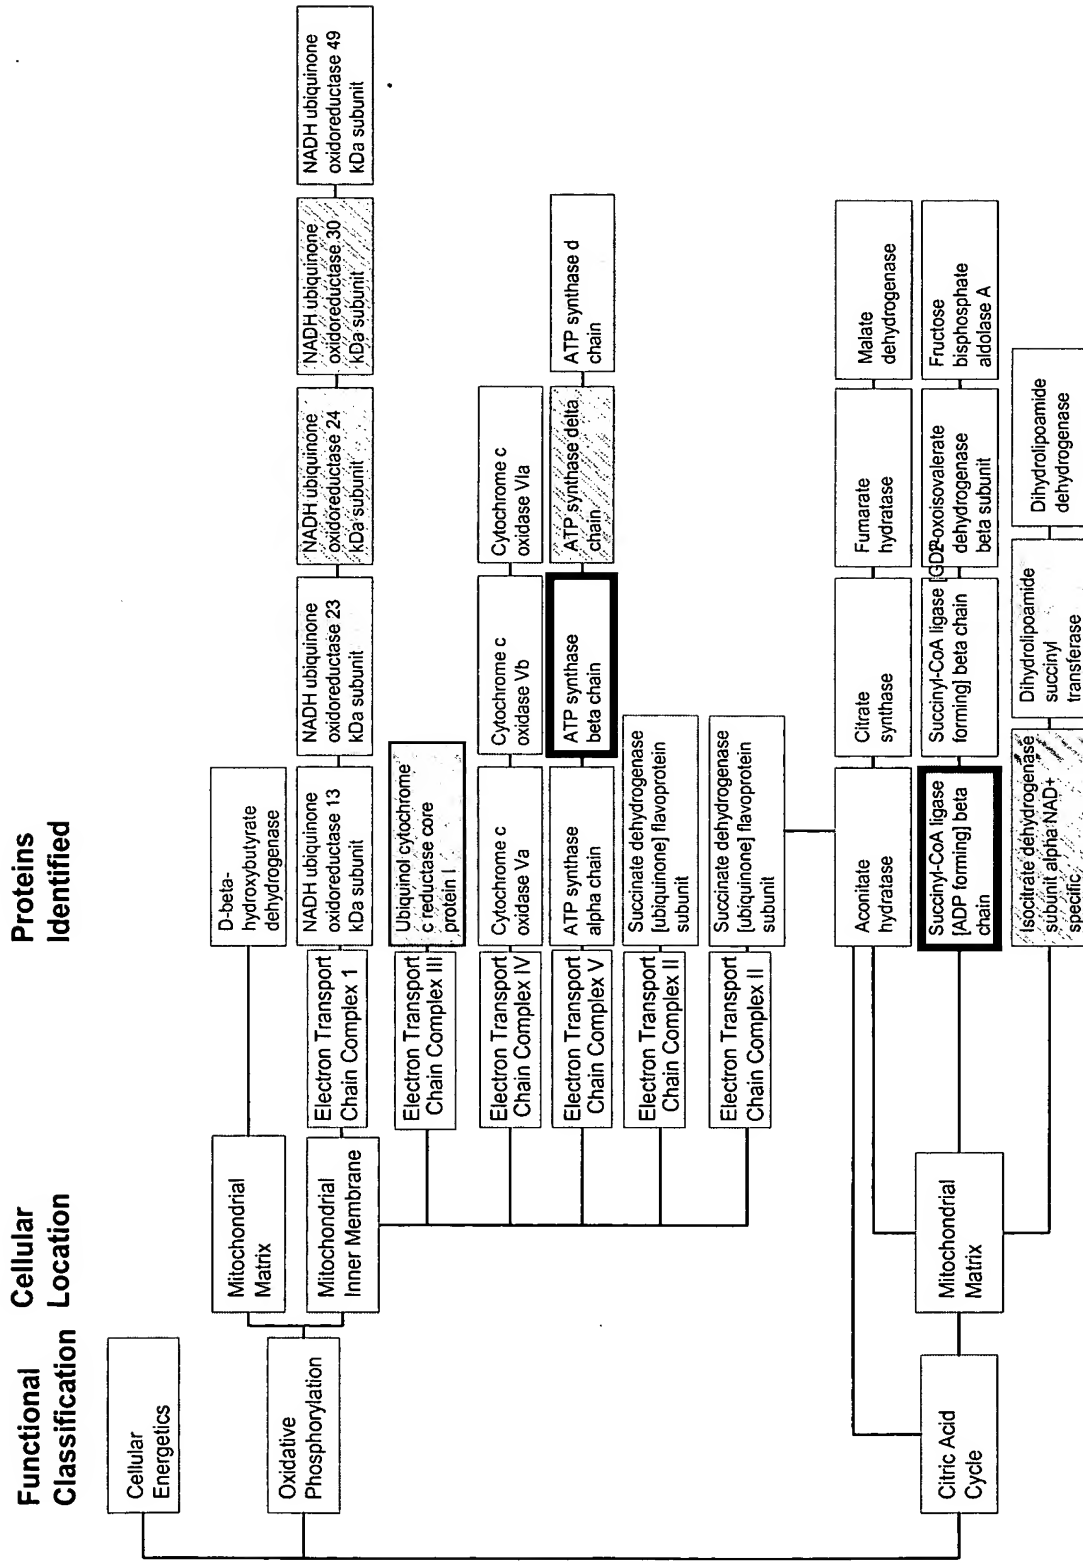 Functional
Classification
Cellular
Location
Proteins
Identified
Cellular
Energetics
Oxidative
Phosphorylation
Mitochondrial
Matrix
D-beta-
hydroxybutyrate
dehydrogenase
Mitochondrial
Inner Membrane
Electron Transport
Chain Complex 1
NADH ubiquinone
oxidoreductase 13
kDa subunit
NADH ubiquinone
oxidoreductase 23
kDa subunit
NADH ubiquinone
oxidoreductase 24
kDa subunit
NADH ubiquinone
oxidoreductase 30
kDa subunit
NADH ubiquinone
oxidoreductase 49
kDa subunit
Electron Transport
Chain Complex III
Ubiquinol cytochrome
c reductase core
protein I
Electron Transport
Chain Complex IV
Cytochrome c
oxidase Va
Cytochrome c
oxidase Vb
Cytochrome c
oxidase VIa
Electron Transport
Chain Complex V
ATP synthase
alpha chain
ATP synthase
beta chain
ATP synthase delta
chain
ATP synthase d
chain
Electron Transport
Chain Complex II
Succinate dehydrogenase
[ubiquinone] flavoprotein
subunit
Electron Transport
Chain Complex II
Succinate dehydrogenase
[ubiquinone] flavoprotein
subunit
Citric Acid
Cycle
Mitochondrial
Matrix
Aconitate
hydratase
Citrate
synthase
Fumarate
hydratase
Malate
dehydrogenase
Succinyl-CoA ligase
[ADP forming] beta
chain
Succinyl-CoA ligase [GDP
forming] beta chain
2-oxoisovalerate
dehydrogenase
beta subunit
Fructose
bisphosphate
aldolase A
Isocitrate dehydrogenase
subunit alpha NAD+
specific
Dihydrolipoamide
succinyl
transferase
Dihydrolipoamide
dehydrogenase